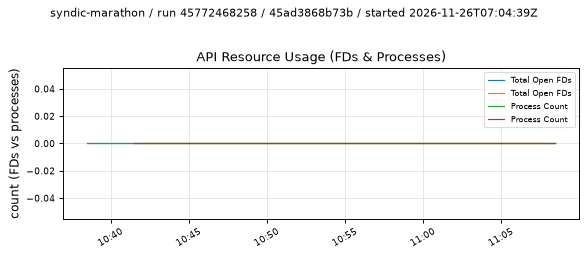 syndic-marathon / run 45772468258 / 45ad3868b73b / started 2026-11-26T07:04:39Z
API Resource Usage (FDs & Processes)
count (FDs vs processes)
0.04
0.02
0.00
−0.02
−0.04
Total Open FDs
Total Open FDs
Process Count
Process Count
10:40
10:45
10:50
10:55
11:00
11:05